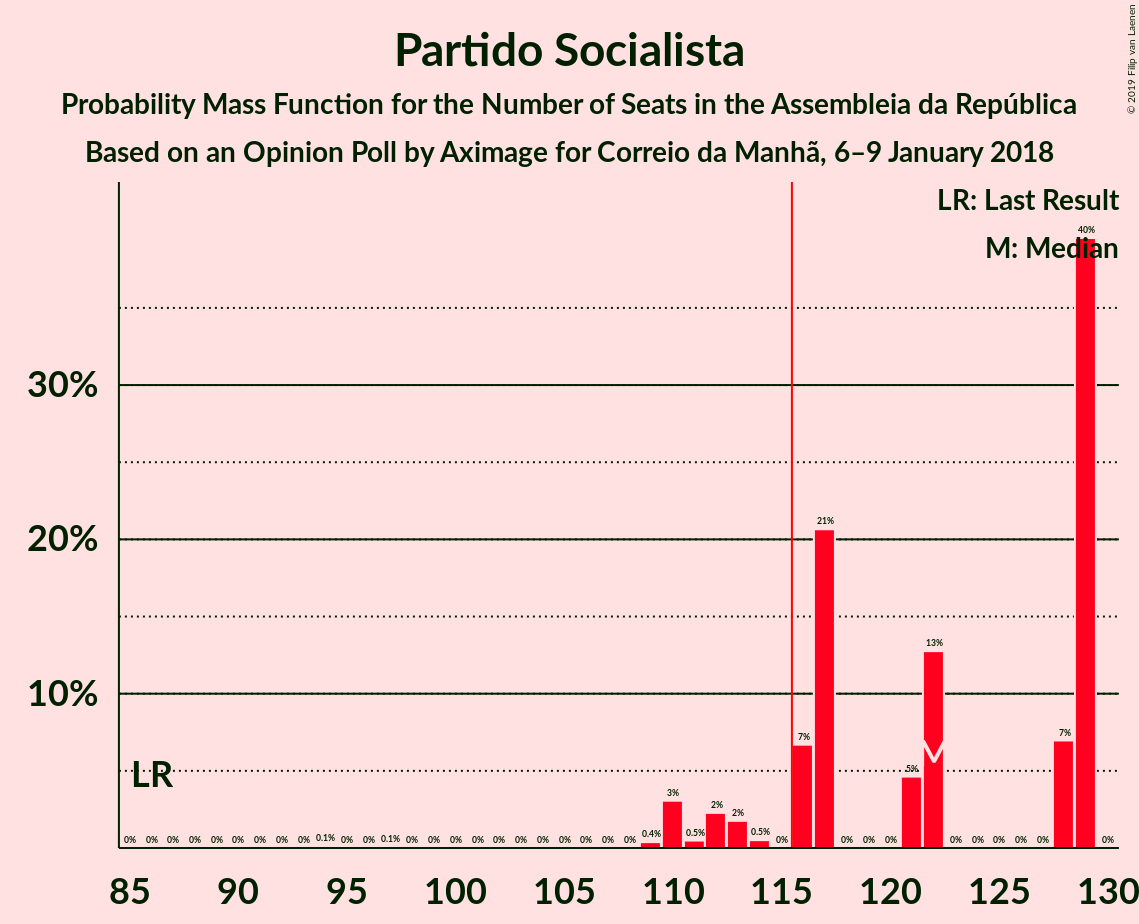 Partido Socialista
Probability Mass Function for the Number of Seats in the Assembleia da República
Based on an Opinion Poll by Aximage for Correio da Manhã, 6–9 January 2018
© 2019 Filip van Laenen
LR: Last Result
M: Median
40%
30%
21%
20%
13%
10%
7%
7%
LR
5%
3%
2%
2%
0% 0% 0% 0% 0% 0% 0% 0% 0% 0.1% 0% 0% 0.1% 0% 0% 0% 0% 0% 0% 0% 0% 0% 0% 0% 0.4% 0.5% 0.5% 0% 0% 0% 0% 0% 0% 0% 0% 0% 0%
85 90 95 100 105 110 115 120 125 130